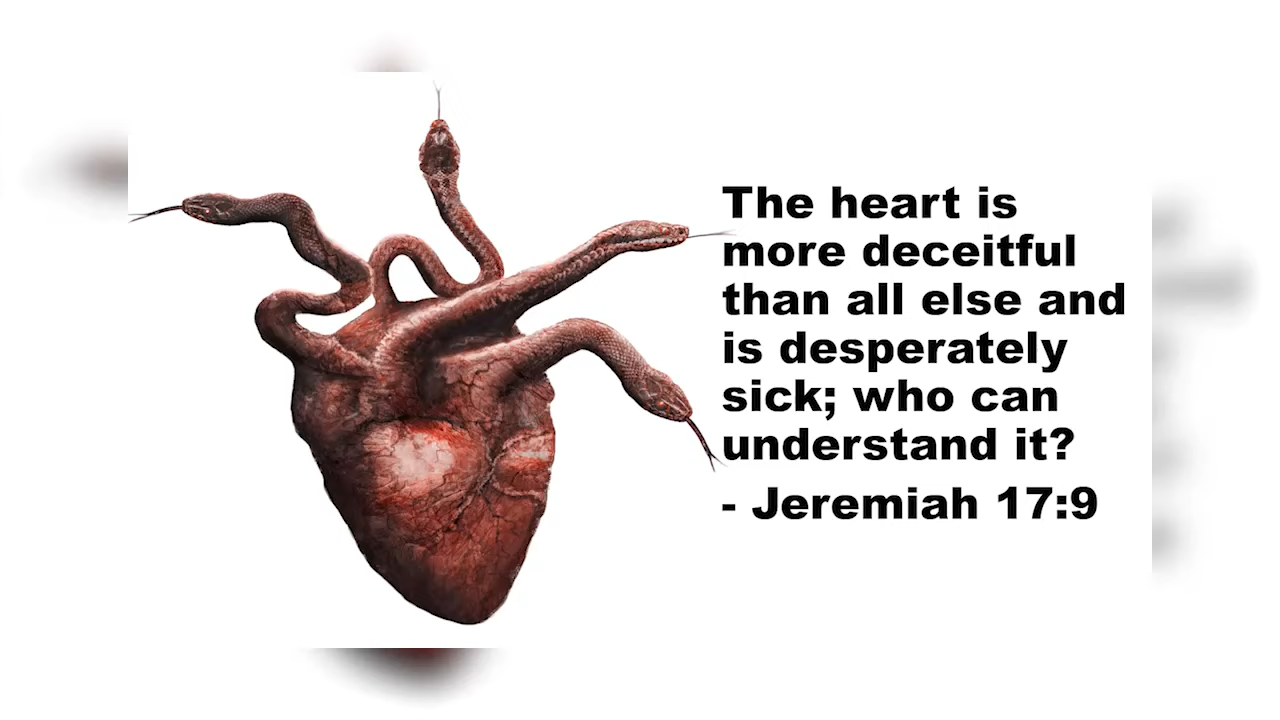 The heart is
more deceitful
than all else and
is desperately
sick; who can
understand it?
- Jeremiah 17:9